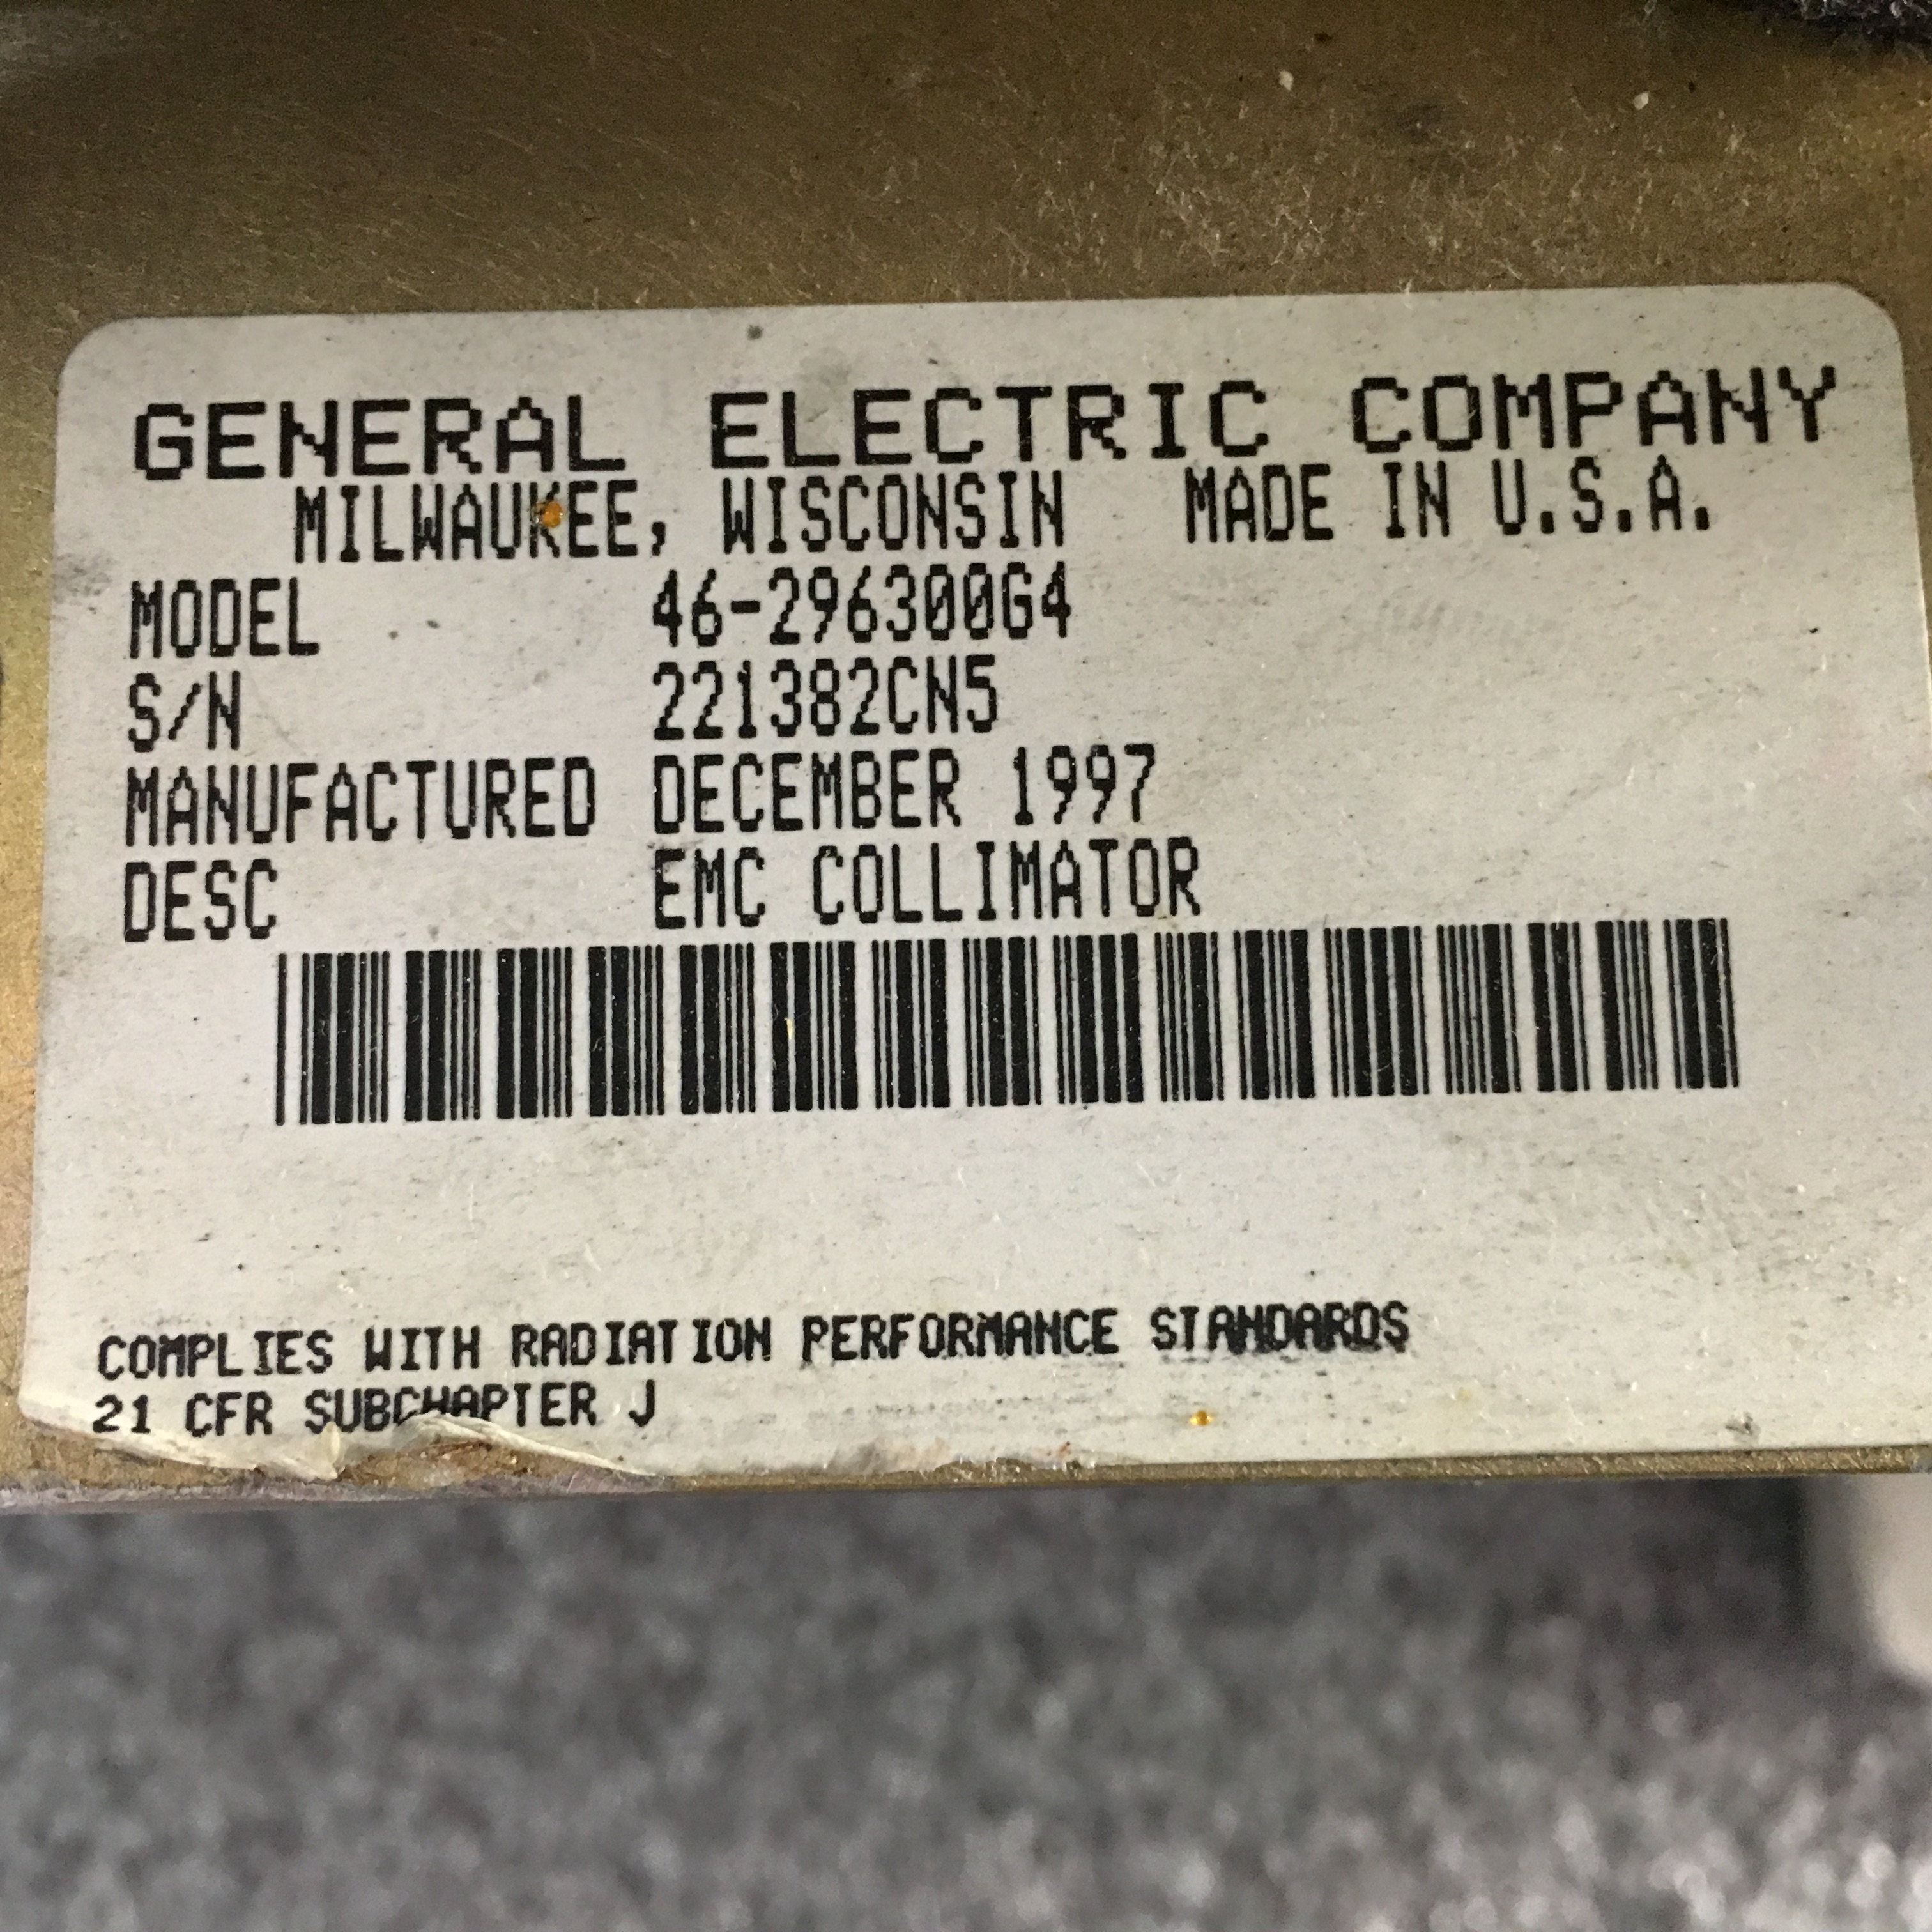 GENERAL ELECTRIC COMPANY
MILWAUKEE, WISCONSIN MADE IN U.S.A.
MODEL 46-296300G4
S/N 221382CN5
MANUFACTURED DECEMBER 1997
DESC EMC COLLIMATOR
COMPLIES WITH RADIATION PERFORMANCE STANDARDS
21 CFR SUBCHAPTER J